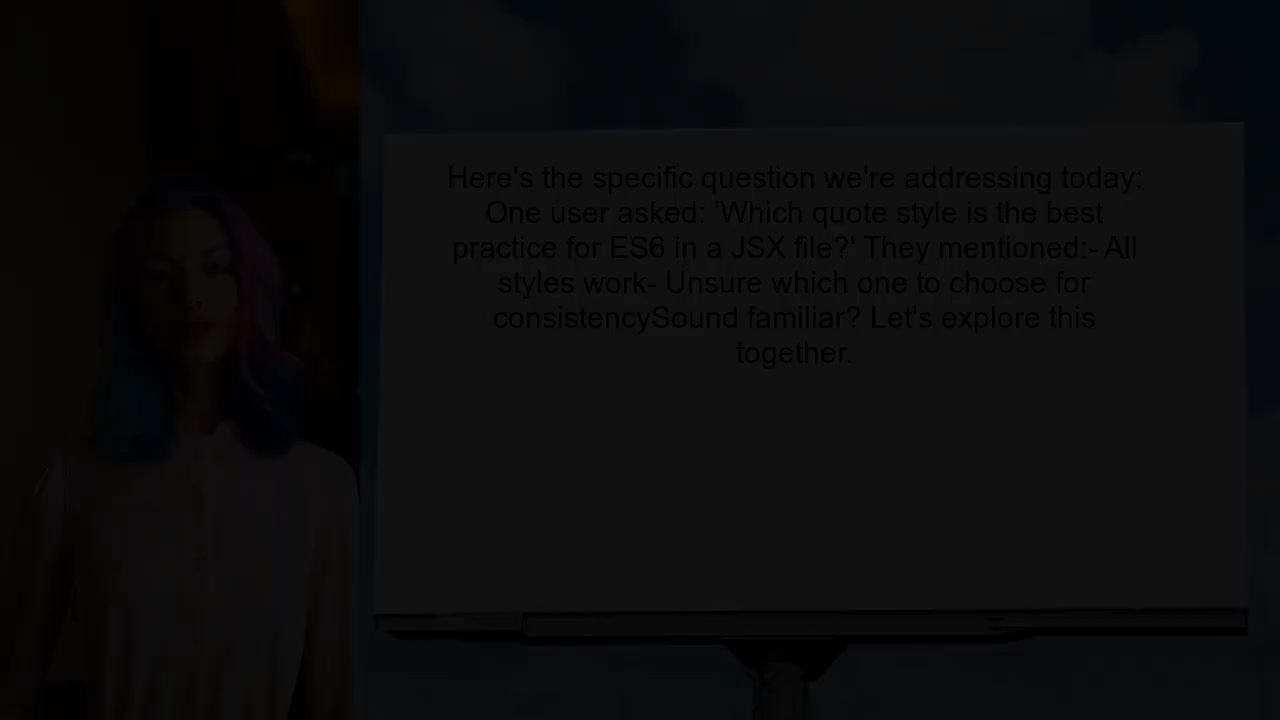 Here's the specific question we're addressing today:
One user asked: 'Which quote style is the best
practice for ES6 in a JSX file?' They mentioned:- All
styles work- Unsure which one to choose for
consistencySound familiar? Let's explore this
together.